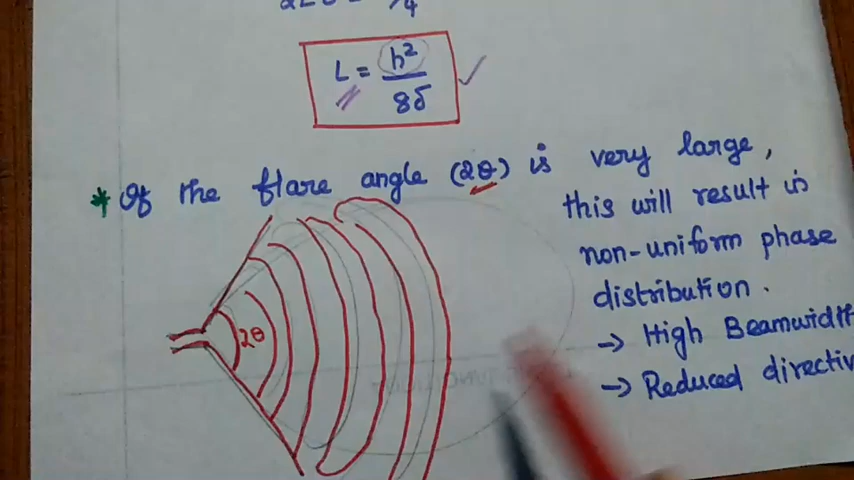 L = h²/8δ
* If the flare angle (2θ) is very large,
this will result in
non-uniform phase
distribution.
→ High Beamwidth
→ Reduced directiv
2θ